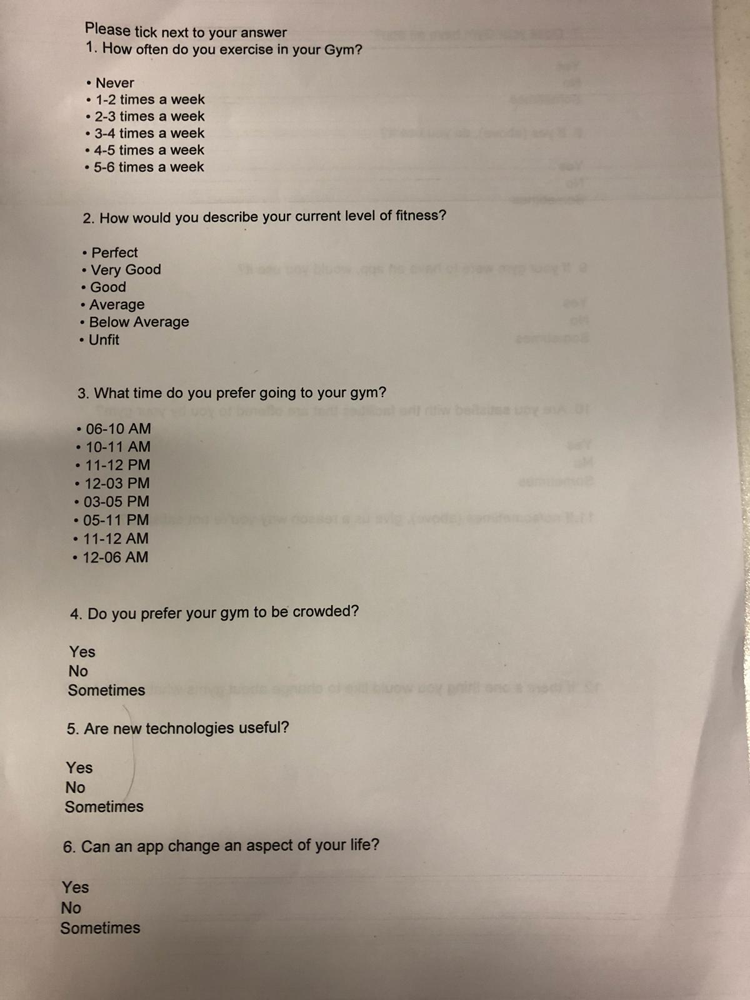 Please tick next to your answer
1. How often do you exercise in your Gym?
• Never
• 1-2 times a week
• 2-3 times a week
• 3-4 times a week
• 4-5 times a week
• 5-6 times a week
2. How would you describe your current level of fitness?
• Perfect
• Very Good
• Good
• Average
• Below Average
• Unfit
3. What time do you prefer going to your gym?
• 06-10 AM
• 10-11 AM
• 11-12 PM
• 12-03 PM
• 03-05 PM
• 05-11 PM
• 11-12 AM
• 12-06 AM
4. Do you prefer your gym to be crowded?
Yes
No
Sometimes
5. Are new technologies useful?
Yes
No
Sometimes
6. Can an app change an aspect of your life?
Yes
No
Sometimes